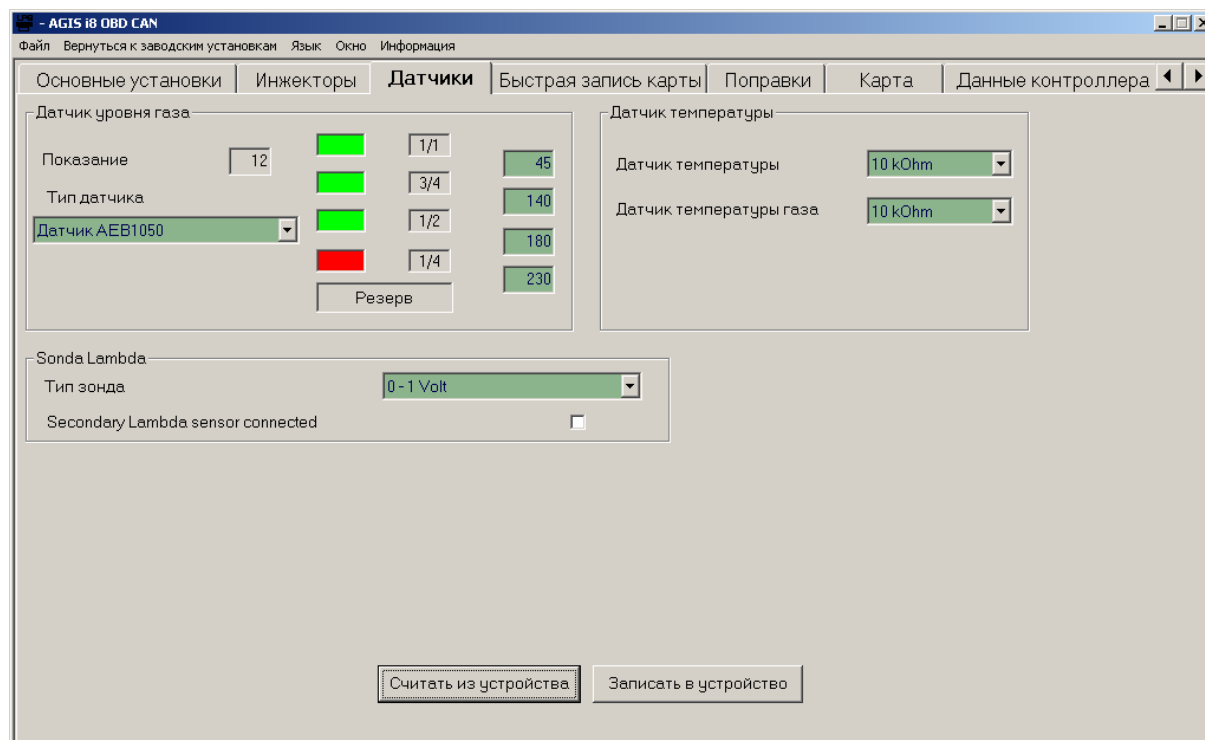 - AGIS i8 OBD CAN
Файл Вернуться к заводским установкам Язык Окно Информация
Основные установки Инжекторы Датчики Быстрая запись карты Поправки Карта Данные контроллера
Датчик уровня газа
Показание 12
Тип датчика
Датчик AEB1050
1/1
3/4
1/2
1/4
Резерв
45
140
180
230
Датчик температуры
Датчик температуры 10 kOhm
Датчик температуры газа 10 kOhm
Sonda Lambda
Тип зонда 0 - 1 Volt
Secondary Lambda sensor connected
Считать из устройства Записать в устройство